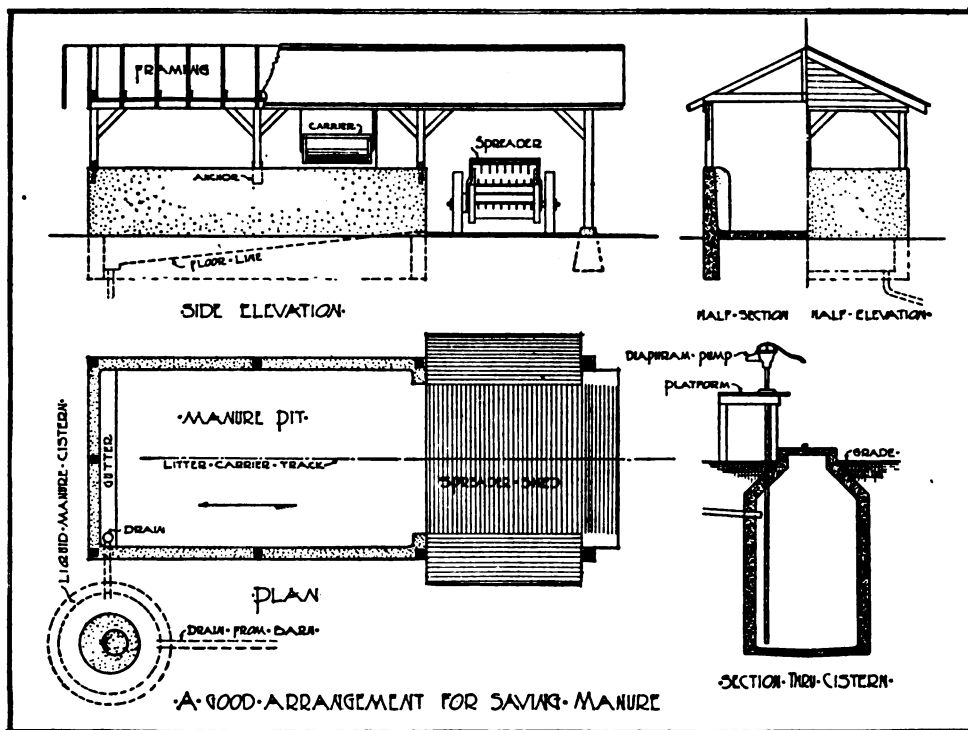 FRAMING
CARRIER
SPREADER
ANCHOR
FLOOR·LINE
·SIDE ELEVATION·
HALF·SECTION HALF·ELEVATION·
DIAPHRAM·PUMP
PLATFORM
·GRADE·
·MANURE PIT·
LITTER·CARRIER·TRACK
SPREADER·SHED
GUTTER
DRAIN
·LIQUID·MANURE·CISTERN·
·PLAN·
DRAIN·FROM·BARN·
·SECTION·THRU·CISTERN·
·A·GOOD·ARRANGEMENT FOR SAVING·MANURE